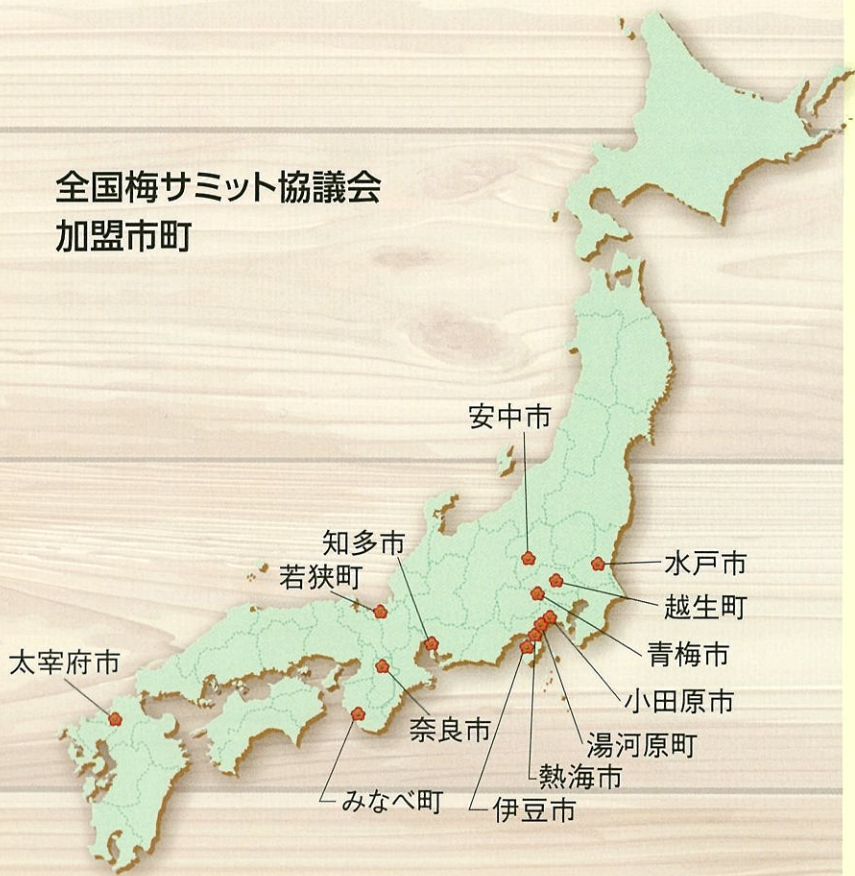 全国梅サミット協議会
加盟市町
安中市
知多市
若狭町
水戸市
越生町
太宰府市
青梅市
小田原市
奈良市
湯河原町
熱海市
みなべ町
伊豆市